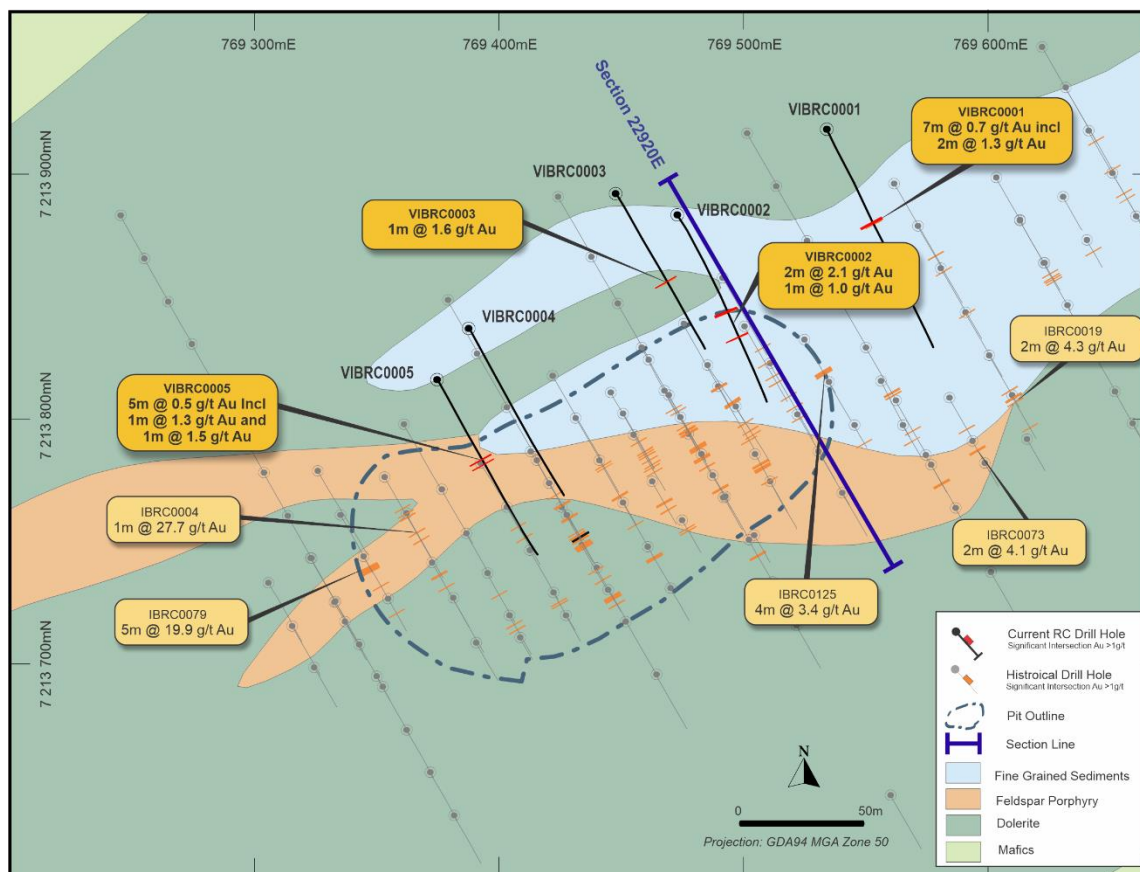 769 300mE
769 400mE
769 500mE
769 600mE
7 213 900mN
7 213 800mN
7 213 700mN
Section 22920E
VIBRC0001
VIBRC0003
VIBRC0002
VIBRC0004
VIBRC0005
VIBRC0001
7m @ 0.7 g/t Au incl
2m @ 1.3 g/t Au
VIBRC0003
1m @ 1.6 g/t Au
VIBRC0002
2m @ 2.1 g/t Au
1m @ 1.0 g/t Au
IBRC0019
2m @ 4.3 g/t Au
VIBRC0005
5m @ 0.5 g/t Au Incl
1m @ 1.3 g/t Au and
1m @ 1.5 g/t Au
IBRC0004
1m @ 27.7 g/t Au
IBRC0079
5m @ 19.9 g/t Au
IBRC0125
4m @ 3.4 g/t Au
IBRC0073
2m @ 4.1 g/t Au
Current RC Drill Hole
Significant Intersection Au >1g/t
Histroical Drill Hole
Significant Intersection Au >1g/t
Pit Outline
Section Line
Fine Grained Sediments
Feldspar Porphyry
Dolerite
Mafics
N
0
50m
Projection: GDA94 MGA Zone 50